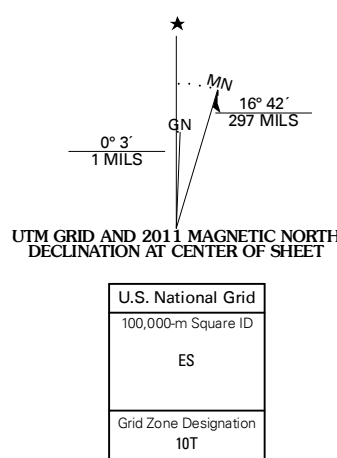 MN
16° 42´
297 MILS
GN
0° 3´
1 MILS
UTM GRID AND 2011 MAGNETIC NORTH
DECLINATION AT CENTER OF SHEET
U.S. National Grid
100,000-m Square ID
ES
Grid Zone Designation
10T